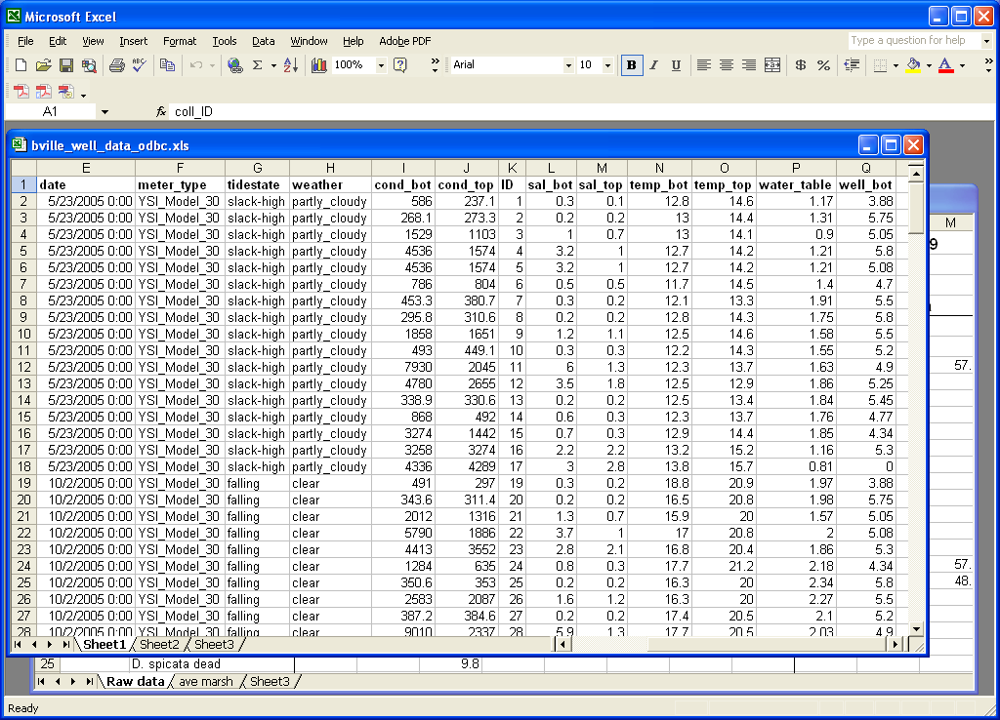 Microsoft Excel
File Edit View Insert Format Tools Data Window Help Adobe PDF Type a question for help
Σ 100% ? » Arial 10 B I U $ % »
A1 fx coll_ID
bville_well_data_odbc.xls
E F G H I J K L M N O P Q
1 date meter_type tidestate weather cond_bot cond_top ID sal_bot sal_top temp_bot temp_top water_table well_bot
2 5/23/2005 0:00 YSI_Model_30 slack-high partly_cloudy 586 237.1 1 0.3 0.1 12.8 14.6 1.17 3.88
3 5/23/2005 0:00 YSI_Model_30 slack-high partly_cloudy 268.1 273.3 2 0.2 0.2 13 14.4 1.31 5.75
4 5/23/2005 0:00 YSI_Model_30 slack-high partly_cloudy 1529 1103 3 1 0.7 13 14.1 0.9 5.05
5 5/23/2005 0:00 YSI_Model_30 slack-high partly_cloudy 4536 1574 4 3.2 1 12.7 14.2 1.21 5.8
6 5/23/2005 0:00 YSI_Model_30 slack-high partly_cloudy 4536 1574 5 3.2 1 12.7 14.2 1.21 5.08
7 5/23/2005 0:00 YSI_Model_30 slack-high partly_cloudy 786 804 6 0.5 0.5 11.7 14.5 1.4 4.7
8 5/23/2005 0:00 YSI_Model_30 slack-high partly_cloudy 453.3 380.7 7 0.3 0.2 12.1 13.3 1.91 5.5
9 5/23/2005 0:00 YSI_Model_30 slack-high partly_cloudy 295.8 310.6 8 0.2 0.2 12.8 14.3 1.75 5.8
10 5/23/2005 0:00 YSI_Model_30 slack-high partly_cloudy 1858 1651 9 1.2 1.1 12.5 14.6 1.58 5.5
11 5/23/2005 0:00 YSI_Model_30 slack-high partly_cloudy 493 449.1 10 0.3 0.3 12.2 14.3 1.55 5.2
12 5/23/2005 0:00 YSI_Model_30 slack-high partly_cloudy 7930 2045 11 6 1.3 12.3 13.7 1.63 4.9
13 5/23/2005 0:00 YSI_Model_30 slack-high partly_cloudy 4780 2655 12 3.5 1.8 12.5 12.9 1.86 5.25
14 5/23/2005 0:00 YSI_Model_30 slack-high partly_cloudy 338.9 330.6 13 0.2 0.2 12.5 13.4 1.84 5.45
15 5/23/2005 0:00 YSI_Model_30 slack-high partly_cloudy 868 492 14 0.6 0.3 12.3 13.7 1.76 4.77
16 5/23/2005 0:00 YSI_Model_30 slack-high partly_cloudy 3274 1442 15 0.7 0.3 12.9 14.4 1.85 4.34
17 5/23/2005 0:00 YSI_Model_30 slack-high partly_cloudy 3258 3274 16 2.2 2.2 13.2 15.2 1.16 5.3
18 5/23/2005 0:00 YSI_Model_30 slack-high partly_cloudy 4336 4289 17 3 2.8 13.8 15.7 0.81 0
19 10/2/2005 0:00 YSI_Model_30 falling clear 491 297 19 0.3 0.2 18.8 20.9 1.97 3.88
20 10/2/2005 0:00 YSI_Model_30 falling clear 343.6 311.4 20 0.2 0.2 16.5 20.8 1.98 5.75
21 10/2/2005 0:00 YSI_Model_30 falling clear 2012 1316 21 1.3 0.7 15.9 20 1.57 5.05
22 10/2/2005 0:00 YSI_Model_30 falling clear 5790 1886 22 3.7 1 17 20.8 2 5.08
23 10/2/2005 0:00 YSI_Model_30 falling clear 4413 3552 23 2.8 2.1 16.8 20.4 1.86 5.3
24 10/2/2005 0:00 YSI_Model_30 falling clear 1284 635 24 0.8 0.3 17.7 21.2 2.18 4.34
25 10/2/2005 0:00 YSI_Model_30 falling clear 350.6 353 25 0.2 0.2 16.3 20 2.34 5.8
26 10/2/2005 0:00 YSI_Model_30 falling clear 2583 2087 26 1.6 1.2 16.3 20 2.27 5.5
27 10/2/2005 0:00 YSI_Model_30 falling clear 387.2 384.6 27 0.2 0.2 17.4 20.5 2.1 5.2
28 10/2/2005 0:00 YSI_Model_30 falling clear 9010 2337 28 5.9 1.3 17.7 20.5 2.03 4.9
Sheet1 Sheet2 Sheet3
M
9
57.
57.
48.
25 D. spicata dead 9.8
Raw data ave marsh Sheet3
Ready